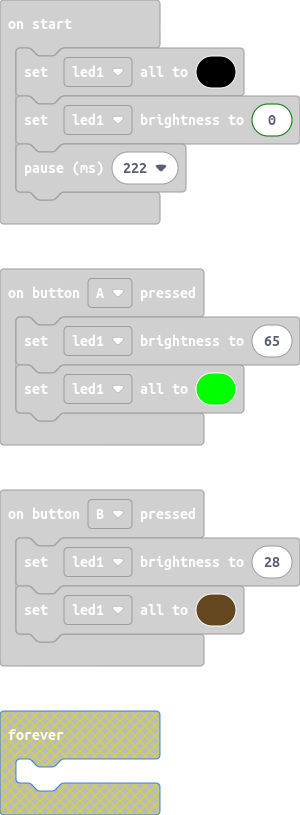 on start
set led1 all to
set led1 brightness to 0
pause (ms) 222
on button A pressed
set led1 brightness to 65
set led1 all to
on button B pressed
set led1 brightness to 28
set led1 all to
forever